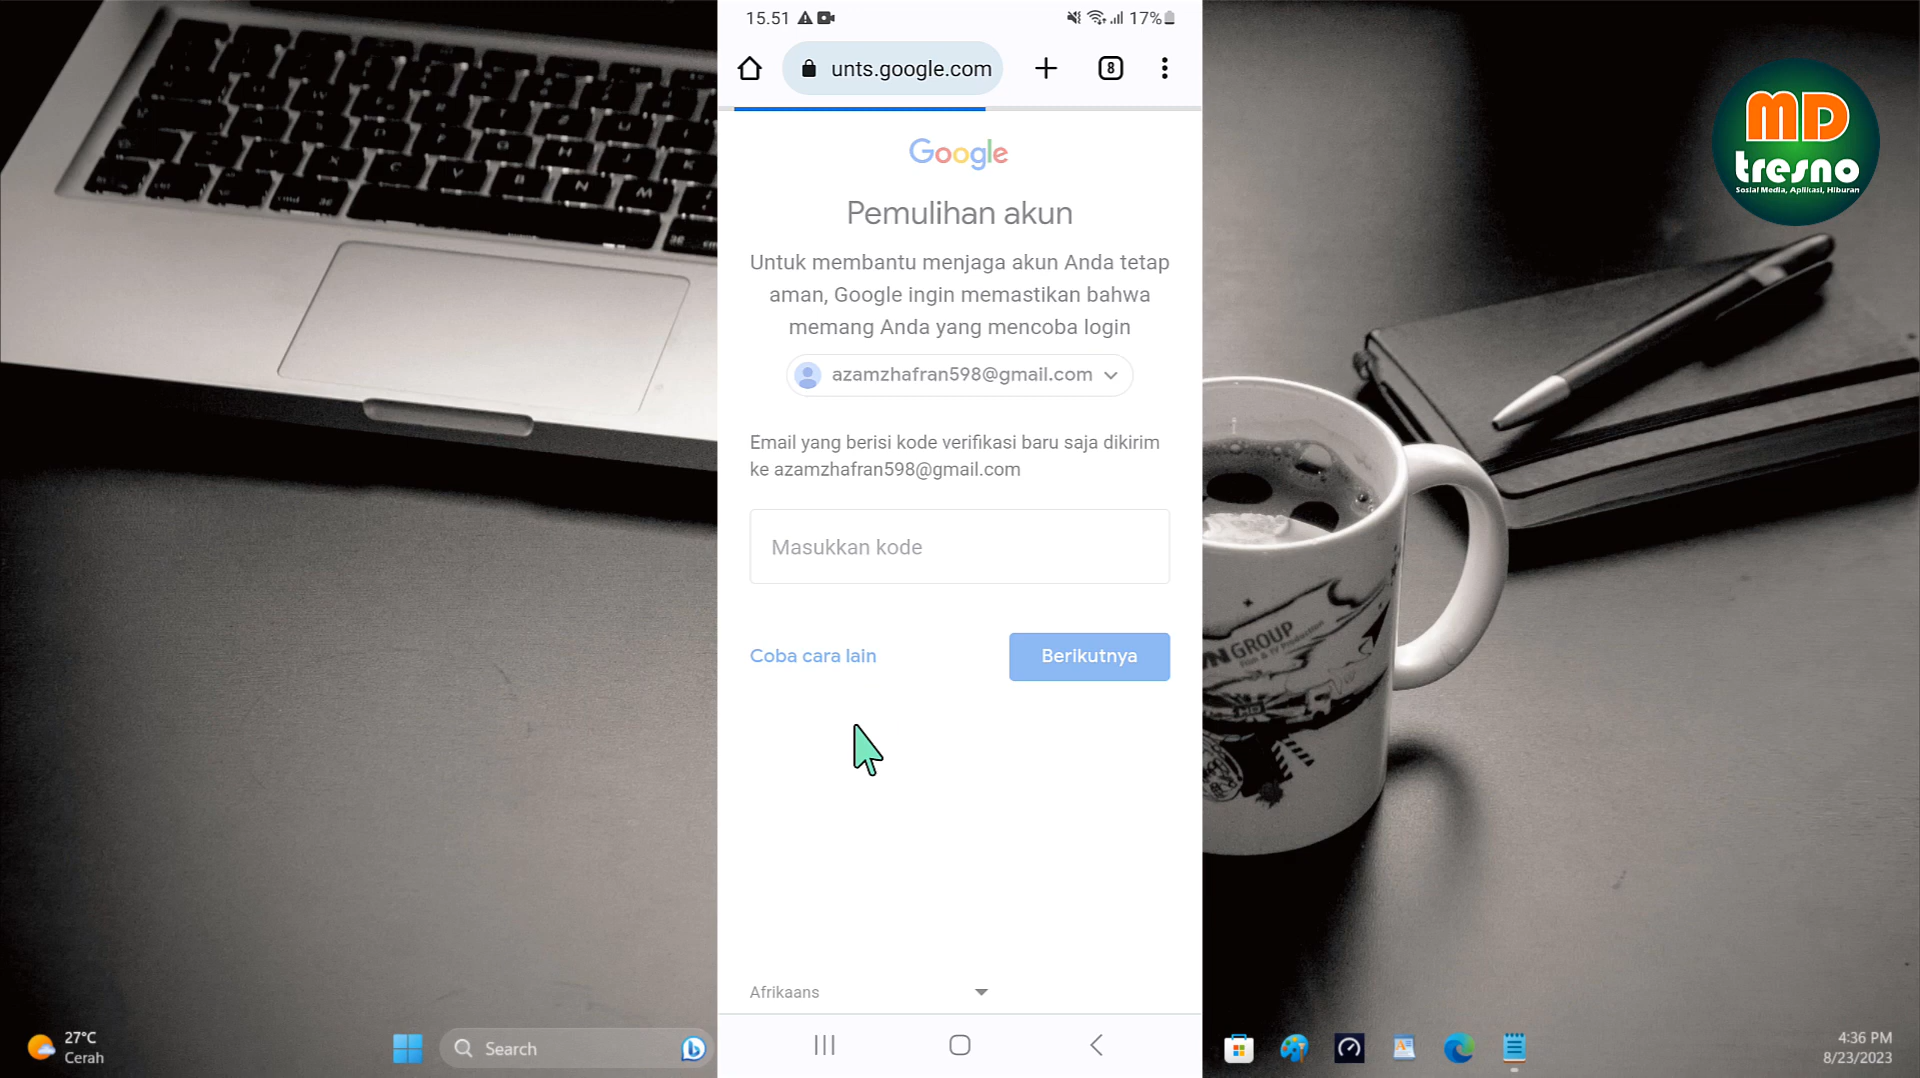 15.51
17%
unts.google.com
8
Google
Pemulihan akun
Untuk membantu menjaga akun Anda tetap
aman, Google ingin memastikan bahwa
memang Anda yang mencoba login
azamzhafran598@gmail.com
Email yang berisi kode verifikasi baru saja dikirim
ke azamzhafran598@gmail.com
Masukkan kode
Coba cara lain
Berikutnya
Afrikaans
MD
tresno
Sosial Media, Aplikasi, Hiburan
GROUP
27°C
Cerah
Search
4:36 PM
8/23/2023